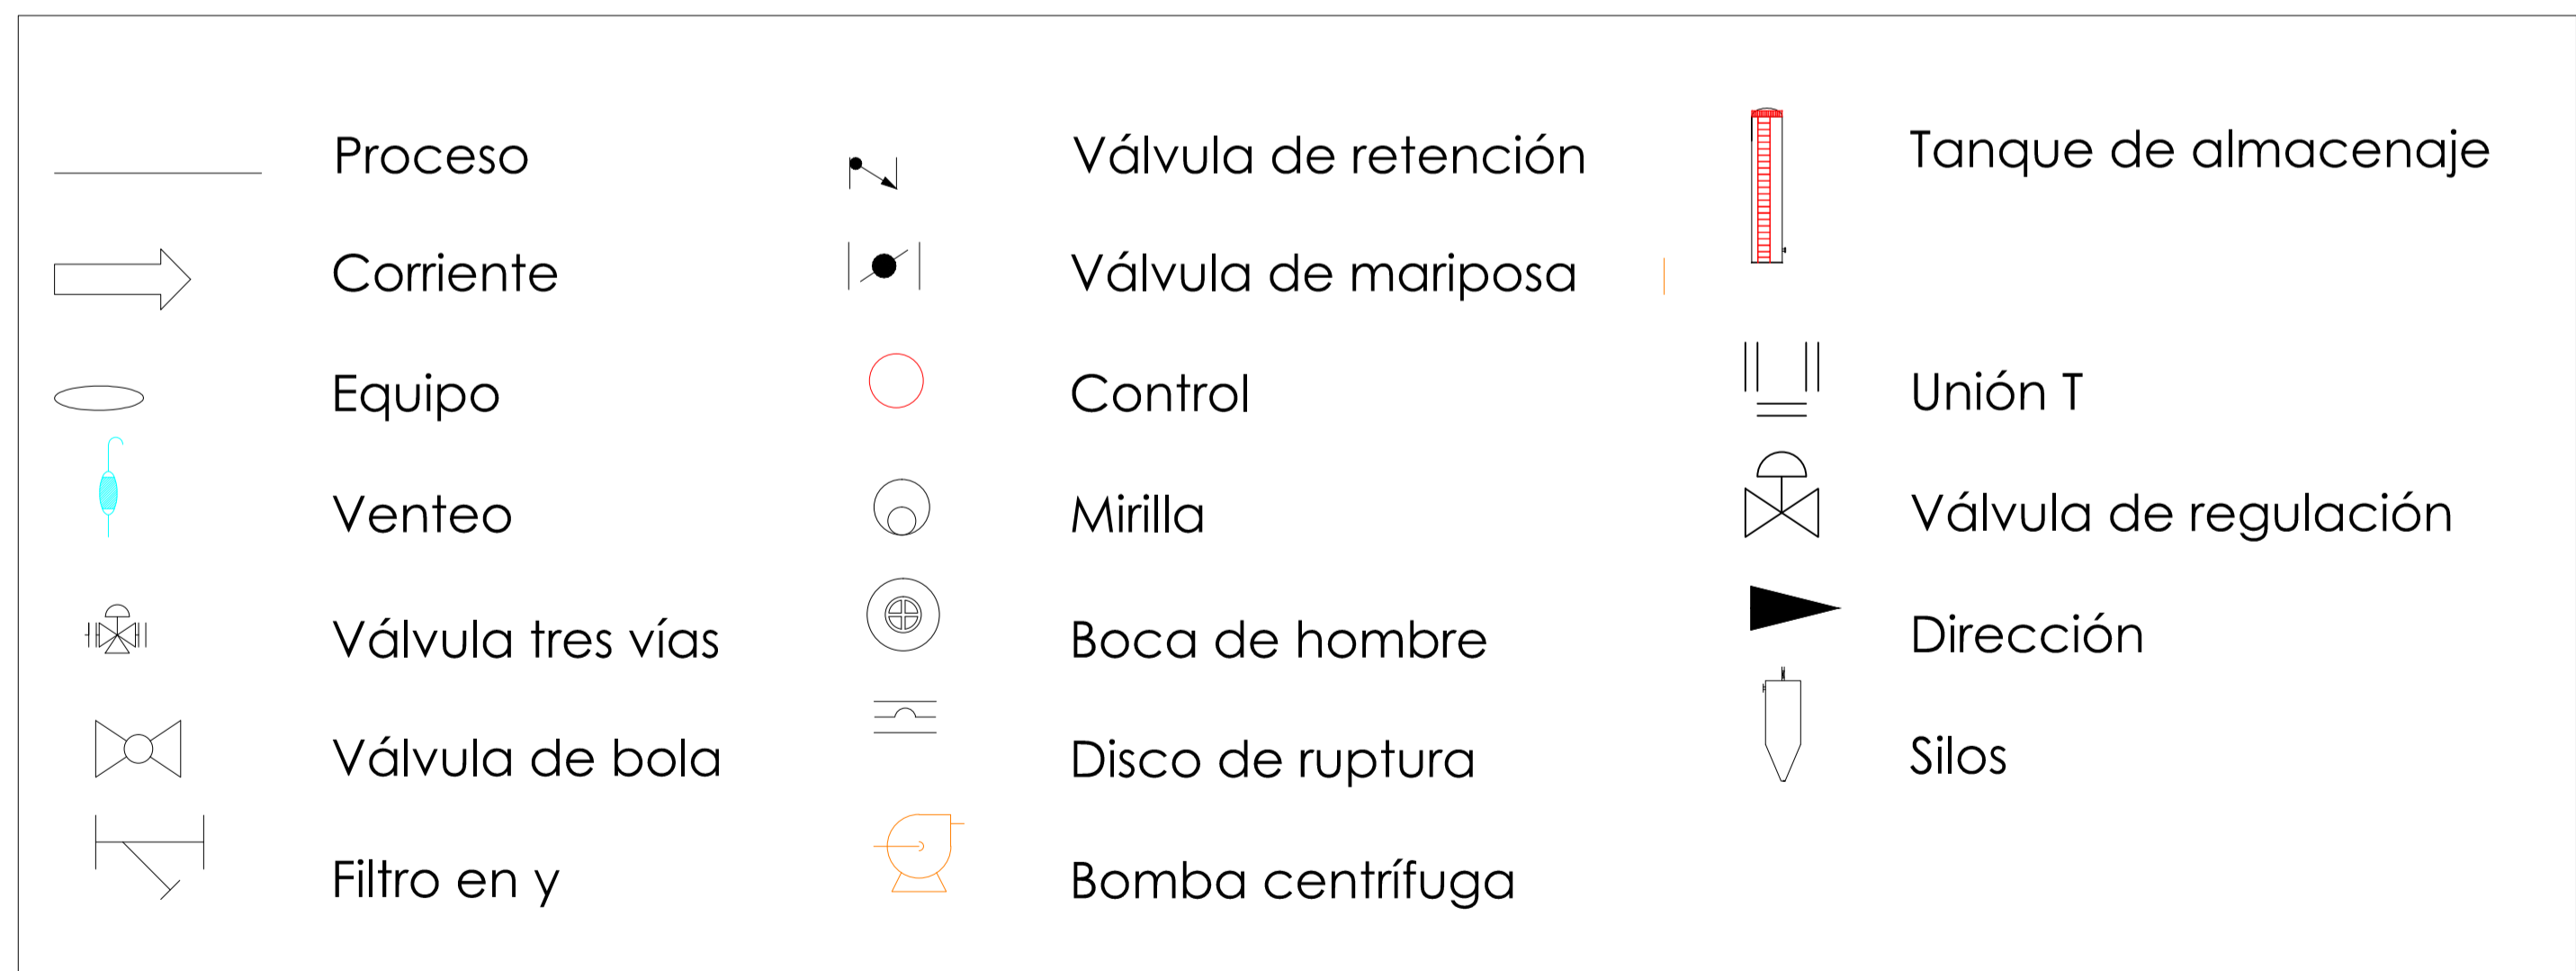 Proceso
Corriente
Equipo
Venteo
Válvula tres vías
Válvula de bola
Filtro en y
Válvula de retención
Válvula de mariposa
Control
Mirilla
Boca de hombre
Disco de ruptura
Bomba centrífuga
Tanque de almacenaje
Unión T
Válvula de regulación
Dirección
Silos